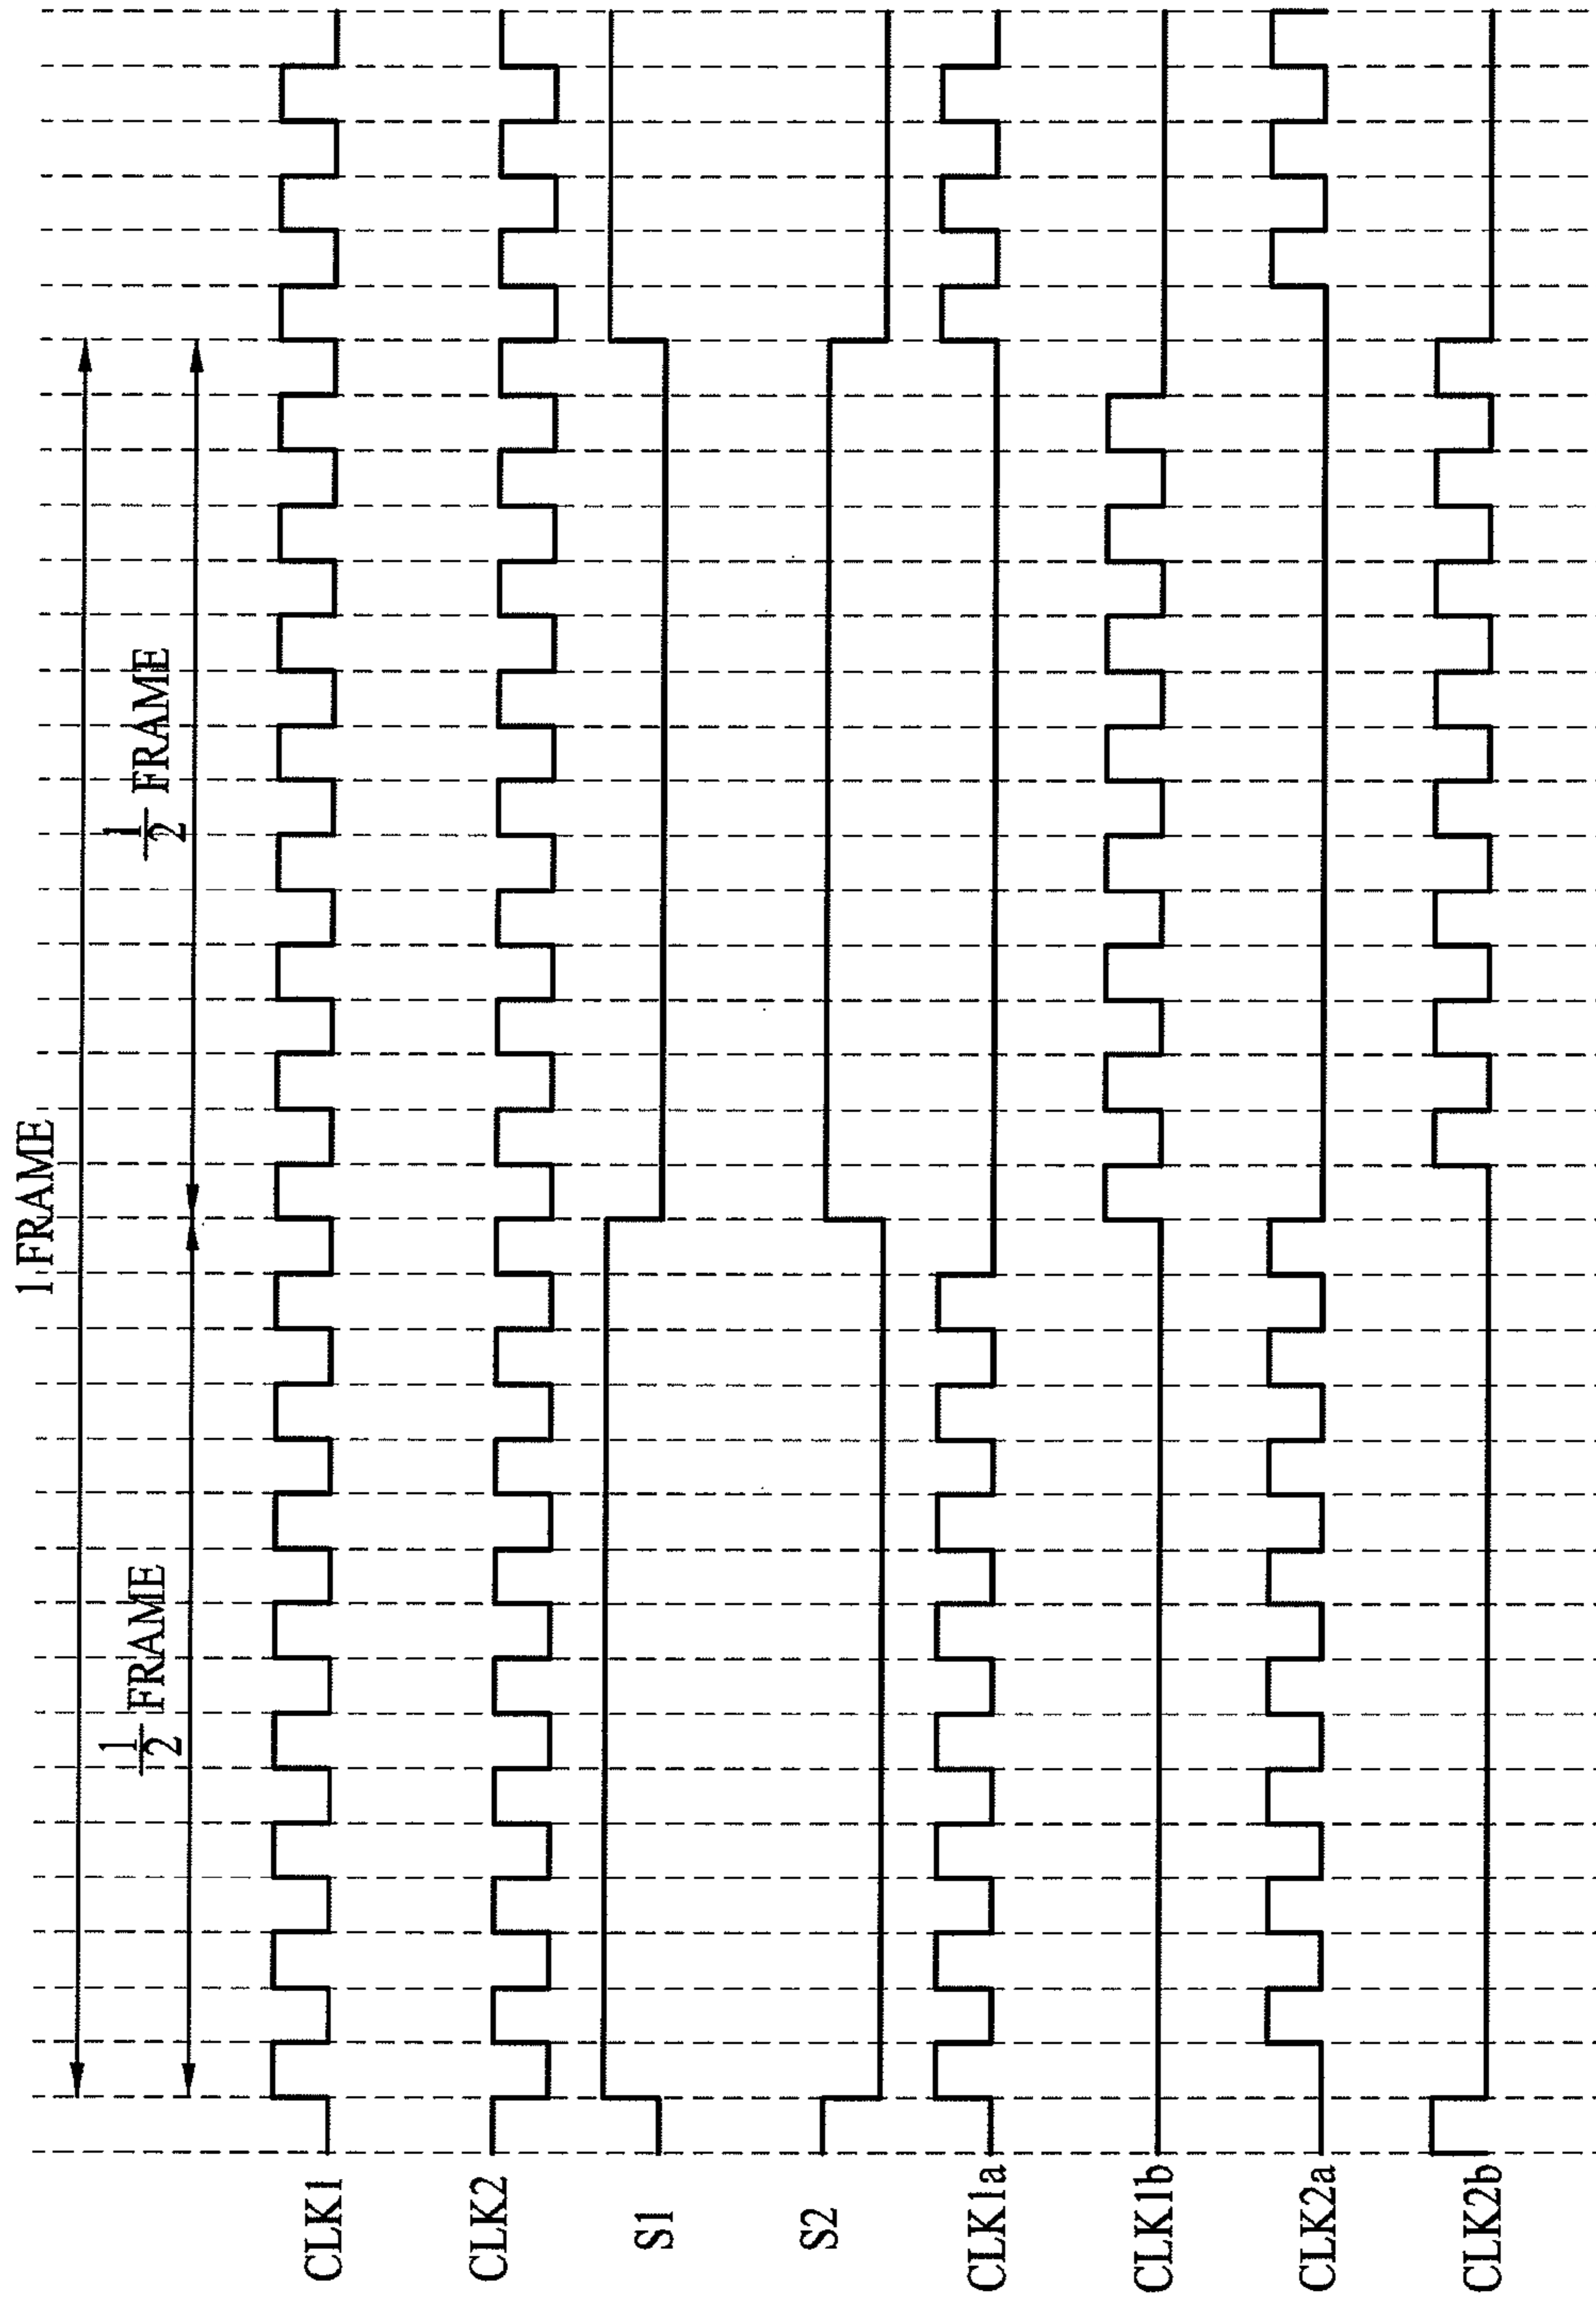 1 FRAME
1/2 FRAME
1/2 FRAME
CLK1
CLK2
S1
S2
CLK1a
CLK1b
CLK2a
CLK2b